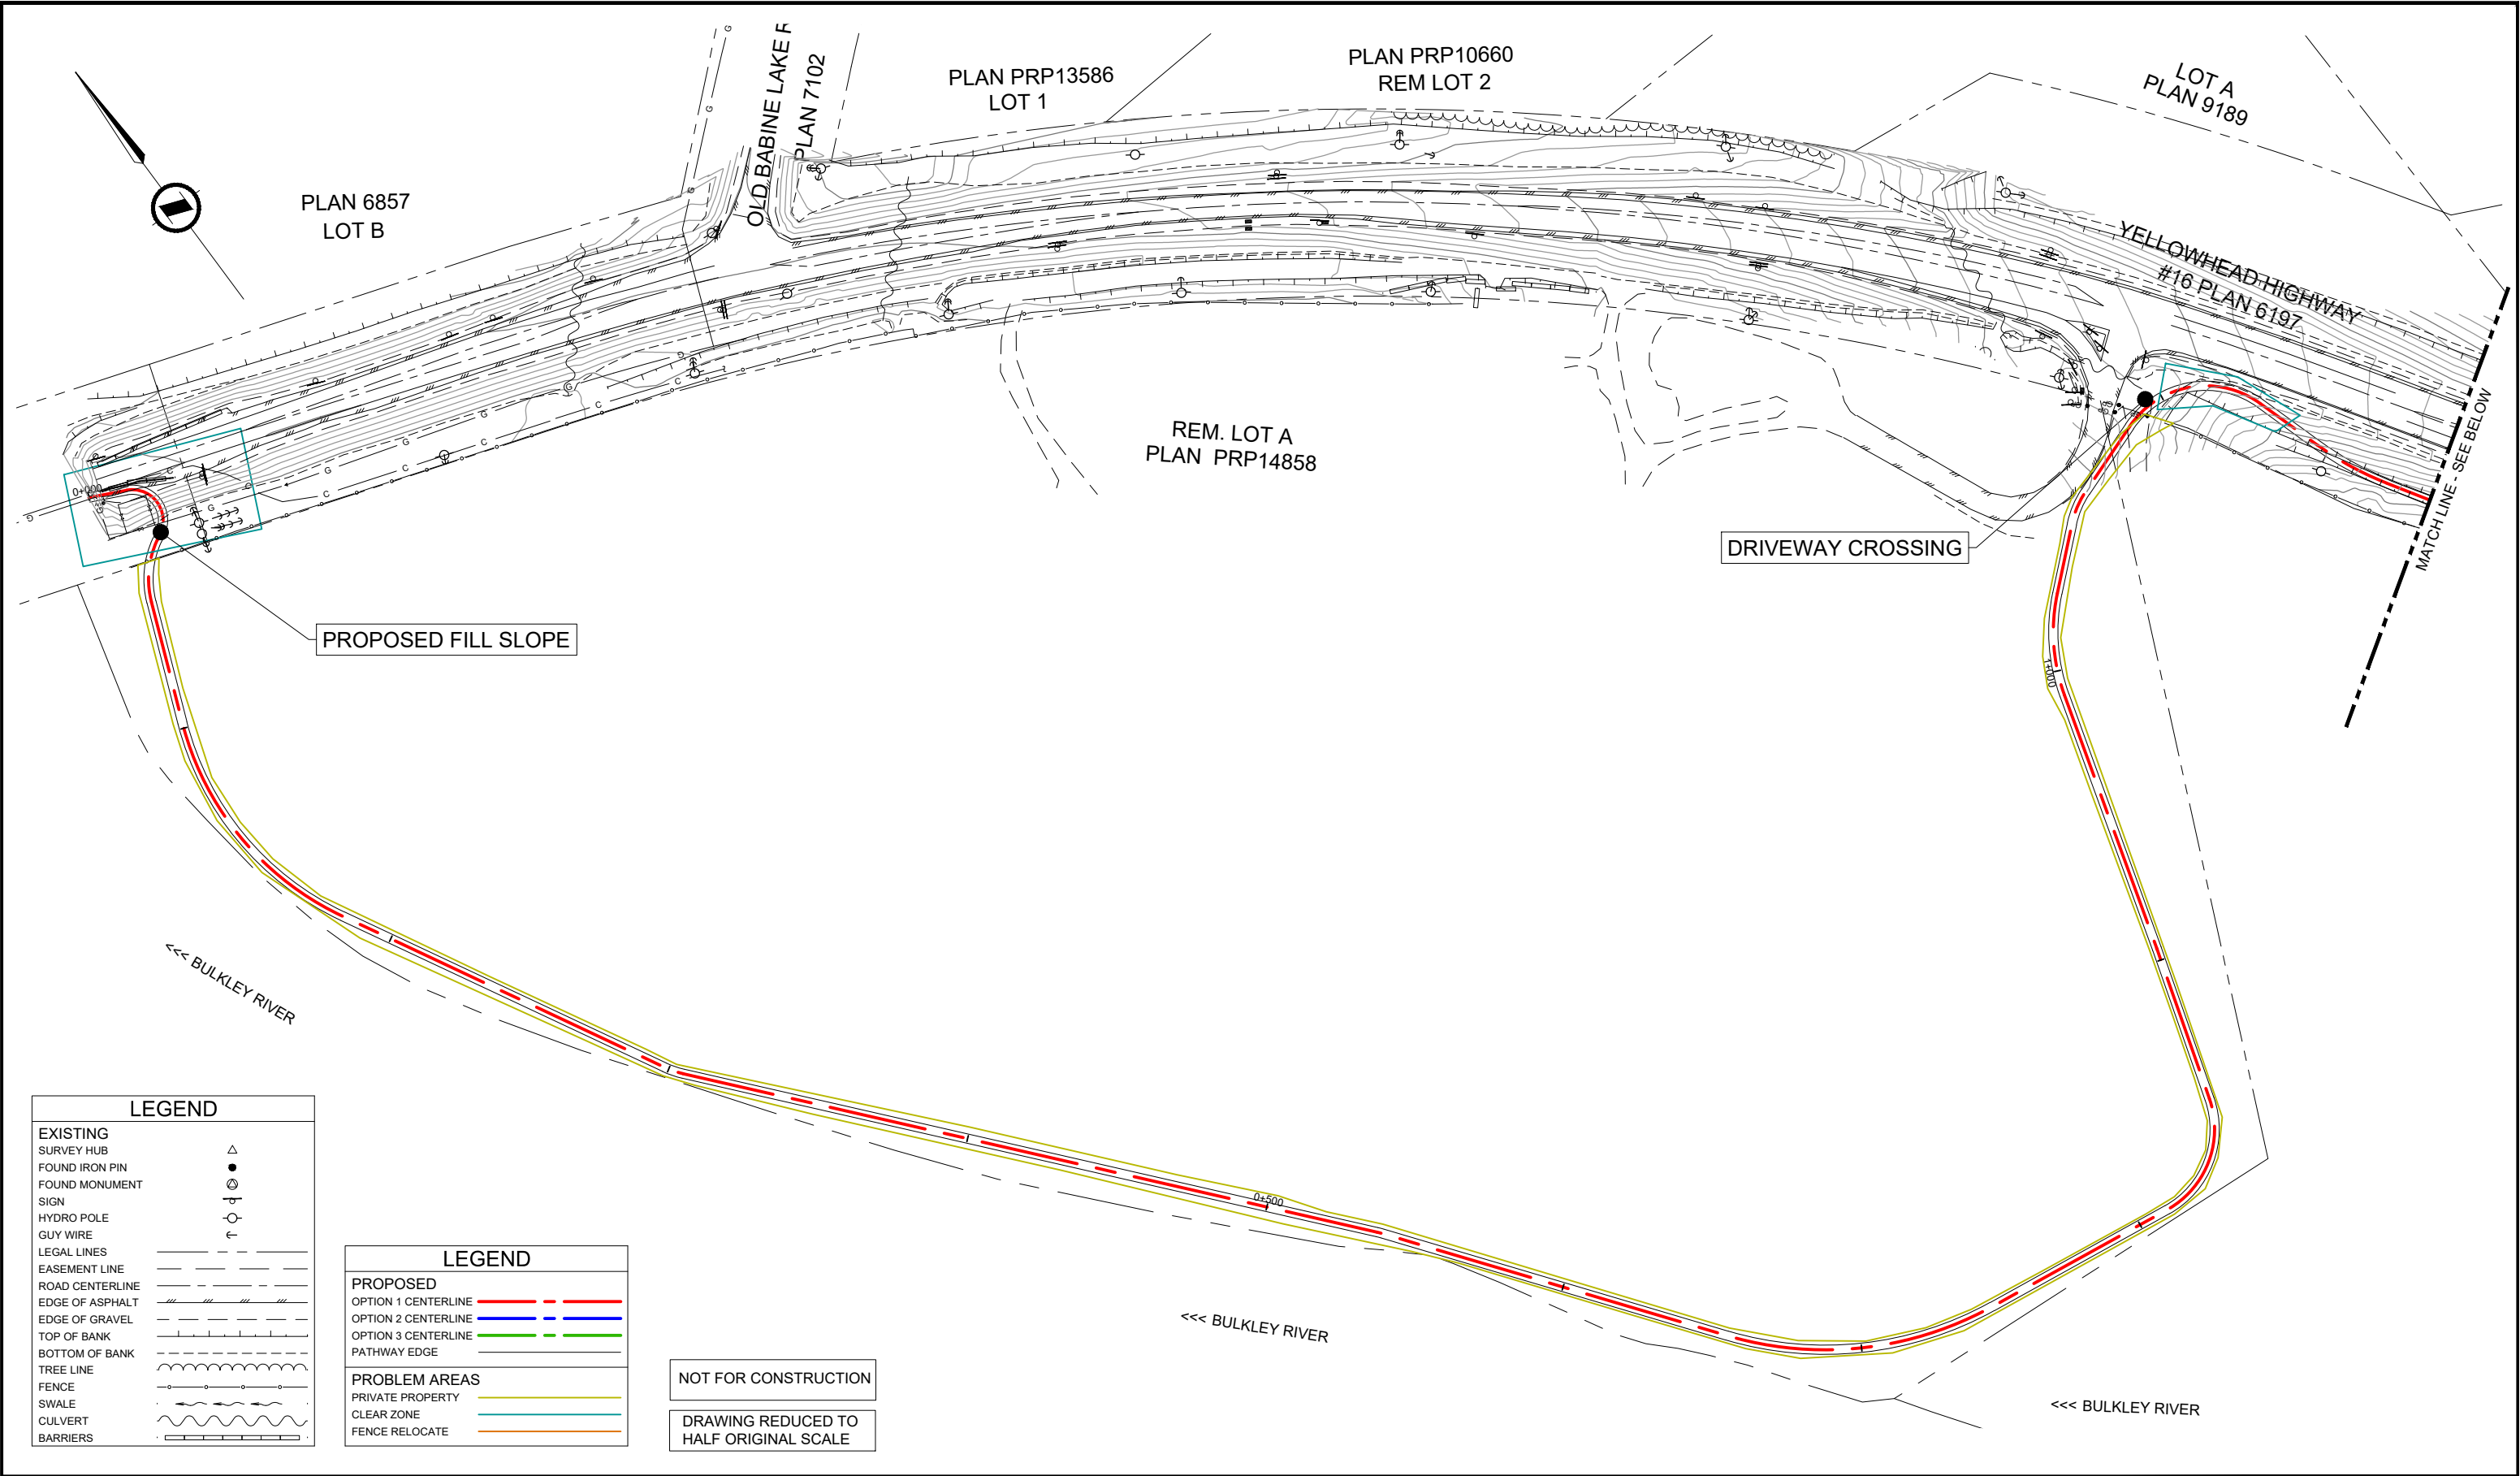 OLD BABINE LAKE R
PLAN 7102
PLAN PRP13586
LOT 1
PLAN PRP10660
REM LOT 2
LOT A
PLAN 9189
PLAN 6857
LOT B
YELLOWHEAD HIGHWAY
#16 PLAN 6197
REM. LOT A
PLAN PRP14858
MATCH LINE - SEE BELOW
0+000
DRIVEWAY CROSSING
PROPOSED FILL SLOPE
1+000
<<< BULKLEY RIVER
0+500
<<< BULKLEY RIVER
<<< BULKLEY RIVER
LEGEND
EXISTING
SURVEY HUB
FOUND IRON PIN
FOUND MONUMENT
SIGN
HYDRO POLE
GUY WIRE
LEGAL LINES
EASEMENT LINE
ROAD CENTERLINE
EDGE OF ASPHALT
EDGE OF GRAVEL
TOP OF BANK
BOTTOM OF BANK
TREE LINE
FENCE
SWALE
CULVERT
BARRIERS
LEGEND
PROPOSED
OPTION 1 CENTERLINE
OPTION 2 CENTERLINE
OPTION 3 CENTERLINE
PATHWAY EDGE
PROBLEM AREAS
PRIVATE PROPERTY
CLEAR ZONE
FENCE RELOCATE
NOT FOR CONSTRUCTION
DRAWING REDUCED TO
HALF ORIGINAL SCALE